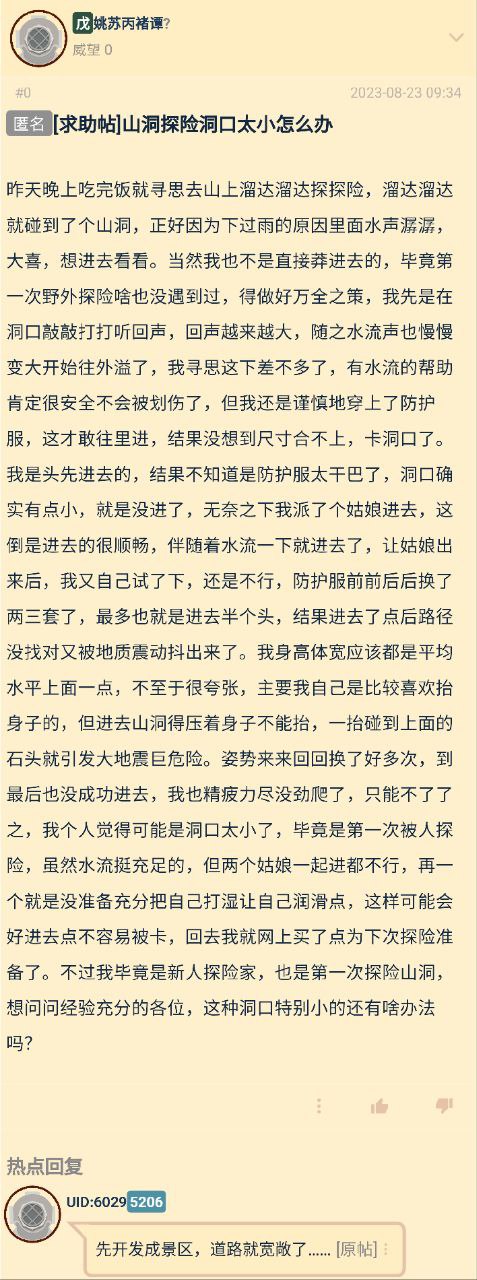 戊姚苏丙褚谭?
威望 0
#0
2023-08-23 09:34
匿名 [求助帖]山洞探险洞口太小怎么办
昨天晚上吃完饭就寻思去山上溜达溜达探探险，溜达溜达
就碰到了个山洞，正好因为下过雨的原因里面水声潺潺，
大喜，想进去看看。当然我也不是直接莽进去的，毕竟第
一次野外探险啥也没遇到过，得做好万全之策，我先是在
洞口敲敲打打听回声，回声越来越大，随之水流声也慢慢
变大开始往外溢了，我寻思这下差不多了，有水流的帮助
肯定很安全不会被划伤了，但我还是谨慎地穿上了防护
服，这才敢往里进，结果没想到尺寸合不上，卡洞口了。
我是头先进去的，结果不知道是防护服太干巴了，洞口确
实有点小，就是没进了，无奈之下我派了个姑娘进去，这
倒是进去的很顺畅，伴随着水流一下就进去了，让姑娘出
来后，我又自己试了下，还是不行，防护服前前后后换了
两三套了，最多也就是进去半个头，结果进去了点后路径
没找对又被地质震动抖出来了。我身高体宽应该都是平均
水平上面一点，不至于很夸张，主要我自己是比较喜欢抬
身子的，但进去山洞得压着身子不能抬，一抬碰到上面的
石头就引发大地震巨危险。姿势来来回回换了好多次，到
最后也没成功进去，我也精疲力尽没劲爬了，只能不了了
之，我个人觉得可能是洞口太小了，毕竟是第一次被人探
险，虽然水流挺充足的，但两个姑娘一起进都不行，再一
个就是没准备充分把自己打湿让自己润滑点，这样可能会
好进去点不容易被卡，回去我就网上买了点为下次探险准
备了。不过我毕竟是新人探险家，也是第一次探险山洞，
想问问经验充分的各位，这种洞口特别小的还有啥办法
吗？
热点回复
UID:60295206
先开发成景区，道路就宽敞了...... [原帖]